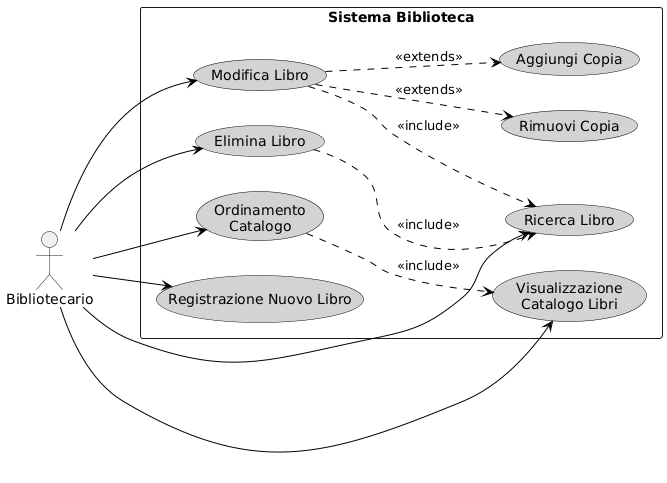 Sistema Biblioteca
Modifica Libro
«extends»
Aggiungi Copia
«extends»
Rimuovi Copia
«include»
Elimina Libro
Ordinamento
Catalogo
«include»
Ricerca Libro
«include»
Bibliotecario
Registrazione Nuovo Libro
Visualizzazione
Catalogo Libri